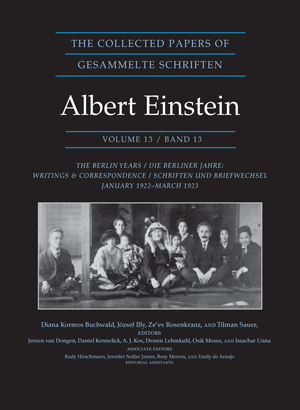 THE COLLECTED PAPERS OF
GESAMMELTE SCHRIFTEN
Albert Einstein
VOLUME 13 / BAND 13
THE BERLIN YEARS / DIE BERLINER JAHRE:
WRITINGS & CORRESPONDENCE / SCHRIFTEN UND BRIEFWECHSEL
JANUARY 1922–MARCH 1923
Diana Kormos Buchwald, József Illy, Ze'ev Rosenkranz, AND Tilman Sauer,
EDITORS
Jeroen van Dongen, Daniel Kennefick, A. J. Kox, Dennis Lehmkuhl, Osik Moses, AND Issachar Unna
ASSOCIATE EDITORS
Rudy Hirschmann, Jennifer Nollar James, Rosy Meiron, AND Emily de Araújo
EDITORIAL ASSISTANTS